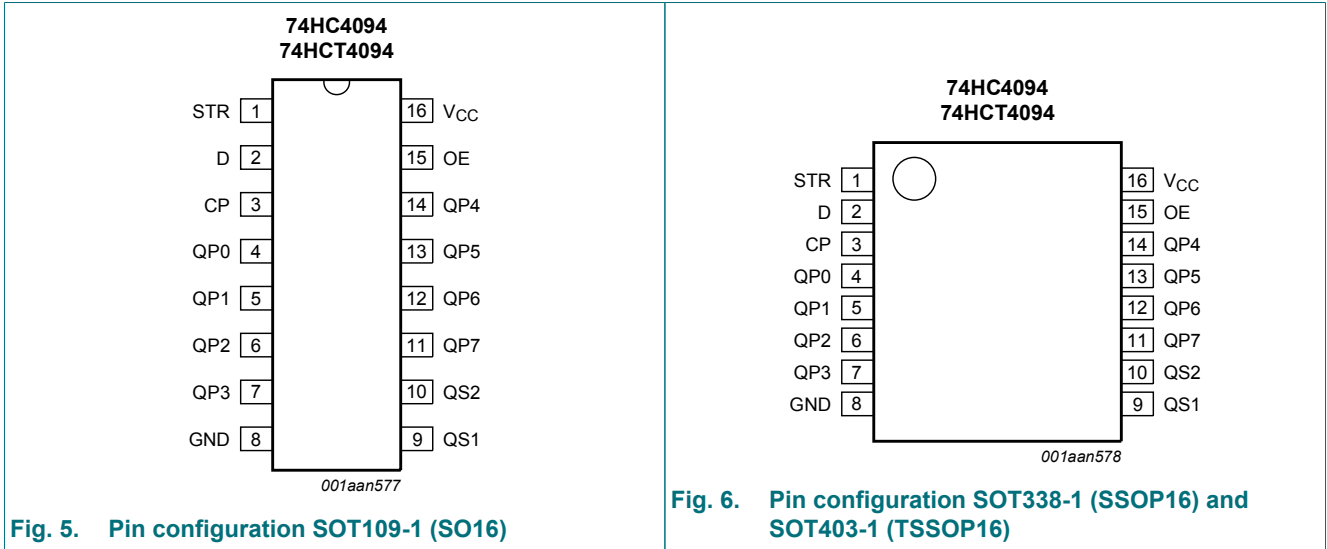 74HC4094
74HCT4094
STR 1
16 VCC
D 2
15 OE
CP 3
14 QP4
QP0 4
13 QP5
QP1 5
12 QP6
QP2 6
11 QP7
QP3 7
10 QS2
GND 8
9 QS1
001aan577
Fig. 5. Pin configuration SOT109-1 (SO16)
74HC4094
74HCT4094
STR 1
16 VCC
D 2
15 OE
CP 3
14 QP4
QP0 4
13 QP5
QP1 5
12 QP6
QP2 6
11 QP7
QP3 7
10 QS2
GND 8
9 QS1
001aan578
Fig. 6. Pin configuration SOT338-1 (SSOP16) and
SOT403-1 (TSSOP16)